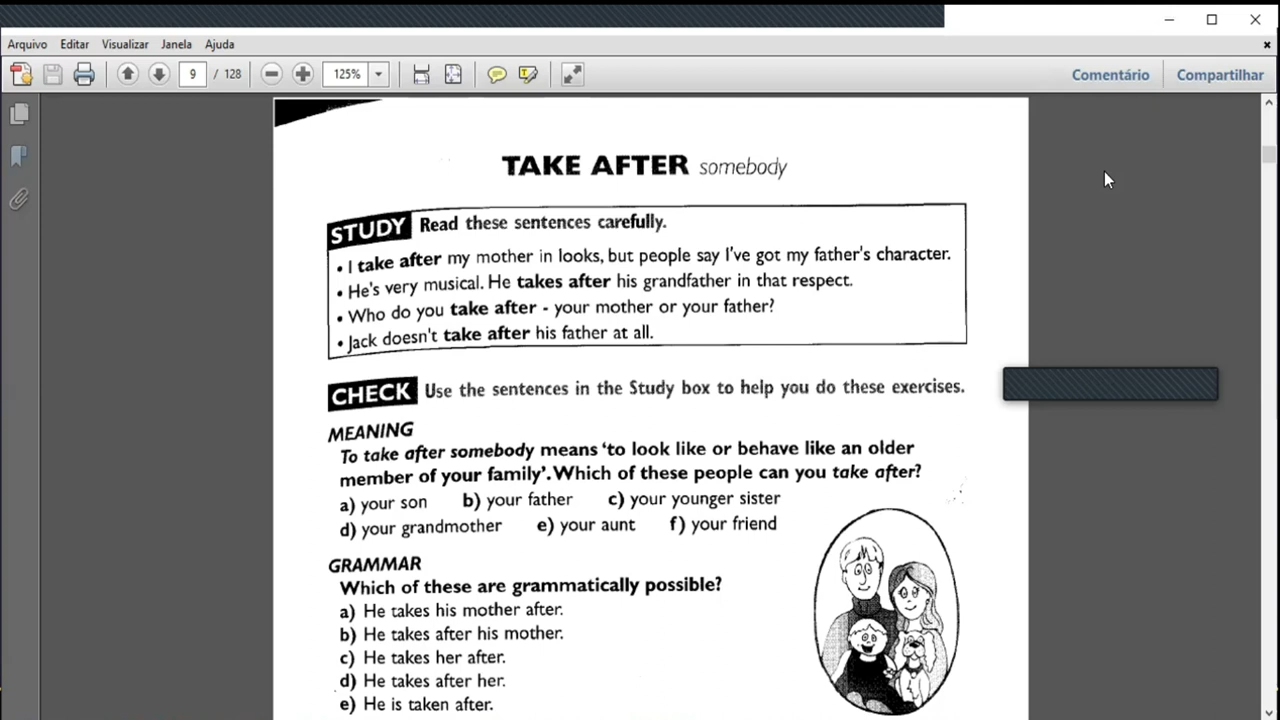 Arquivo Editar Visualizar Janela Ajuda
9 / 128 125% Comentário Compartilhar
TAKE AFTER somebody
STUDY Read these sentences carefully.
• I take after my mother in looks, but people say I've got my father's character.
• He's very musical. He takes after his grandfather in that respect.
• Who do you take after - your mother or your father?
• Jack doesn't take after his father at all.
CHECK Use the sentences in the Study box to help you do these exercises.
MEANING
To take after somebody means 'to look like or behave like an older
member of your family'. Which of these people can you take after?
a) your son b) your father c) your younger sister
d) your grandmother e) your aunt f) your friend
GRAMMAR
Which of these are grammatically possible?
a) He takes his mother after.
b) He takes after his mother.
c) He takes her after.
d) He takes after her.
e) He is taken after.